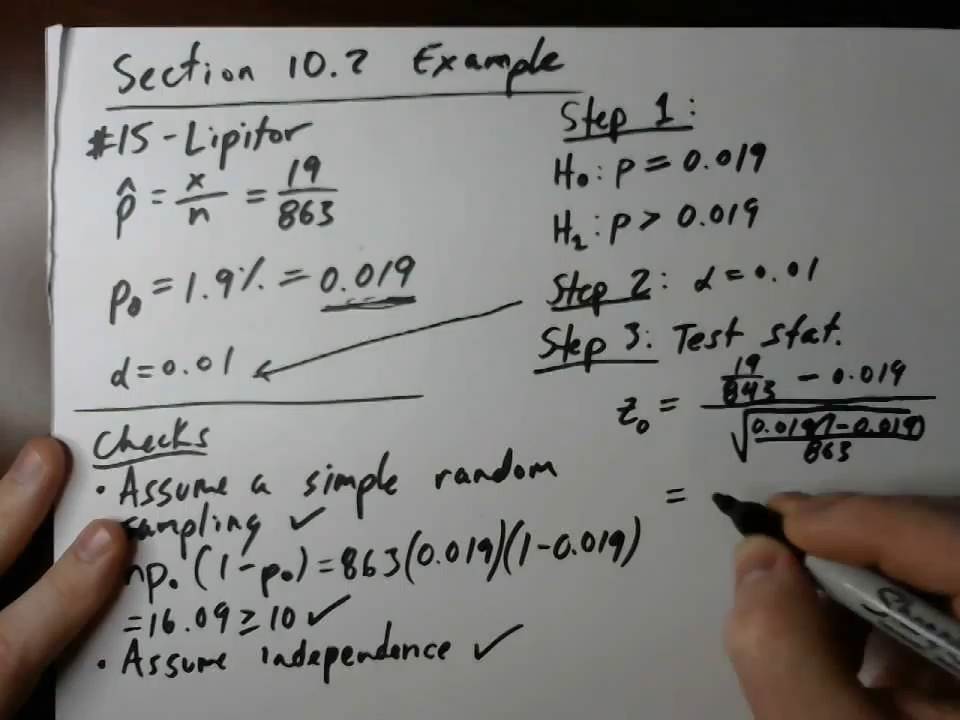 Section 10.2 Example
#15 - Lipitor
p̂ = x/n = 19/863
p₀ = 1.9% = 0.019
α = 0.01
Checks
• Assume a simple random
sampling ✓
np₀ (1 - p₀) = 863(0.019)(1 - 0.019)
= 16.09 ≥ 10 ✓
• Assume independence ✓
Step 1:
H₀: p = 0.019
H₁: p > 0.019
Step 2: α = 0.01
Step 3: Test stat.
19/863 - 0.019
z₀ =
√0.019(1 - 0.019)/863
=